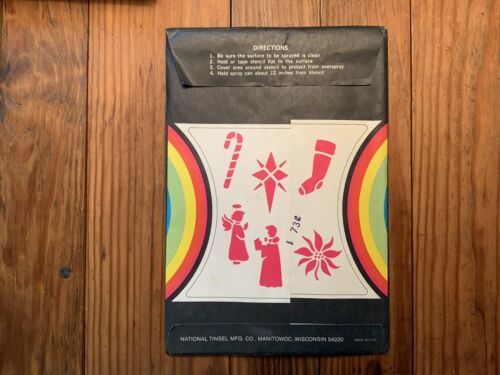 DIRECTIONS
1. Be sure the surface to be sprayed is clean
2. Hold or tape stencil flat to the surface
3. Cover area around stencil to protect from overspray
4. Hold spray can about 12 inches from stencil
NATIONAL TINSEL MFG. CO., MANITOWOC, WISCONSIN 54220
MADE IN U.S.A.